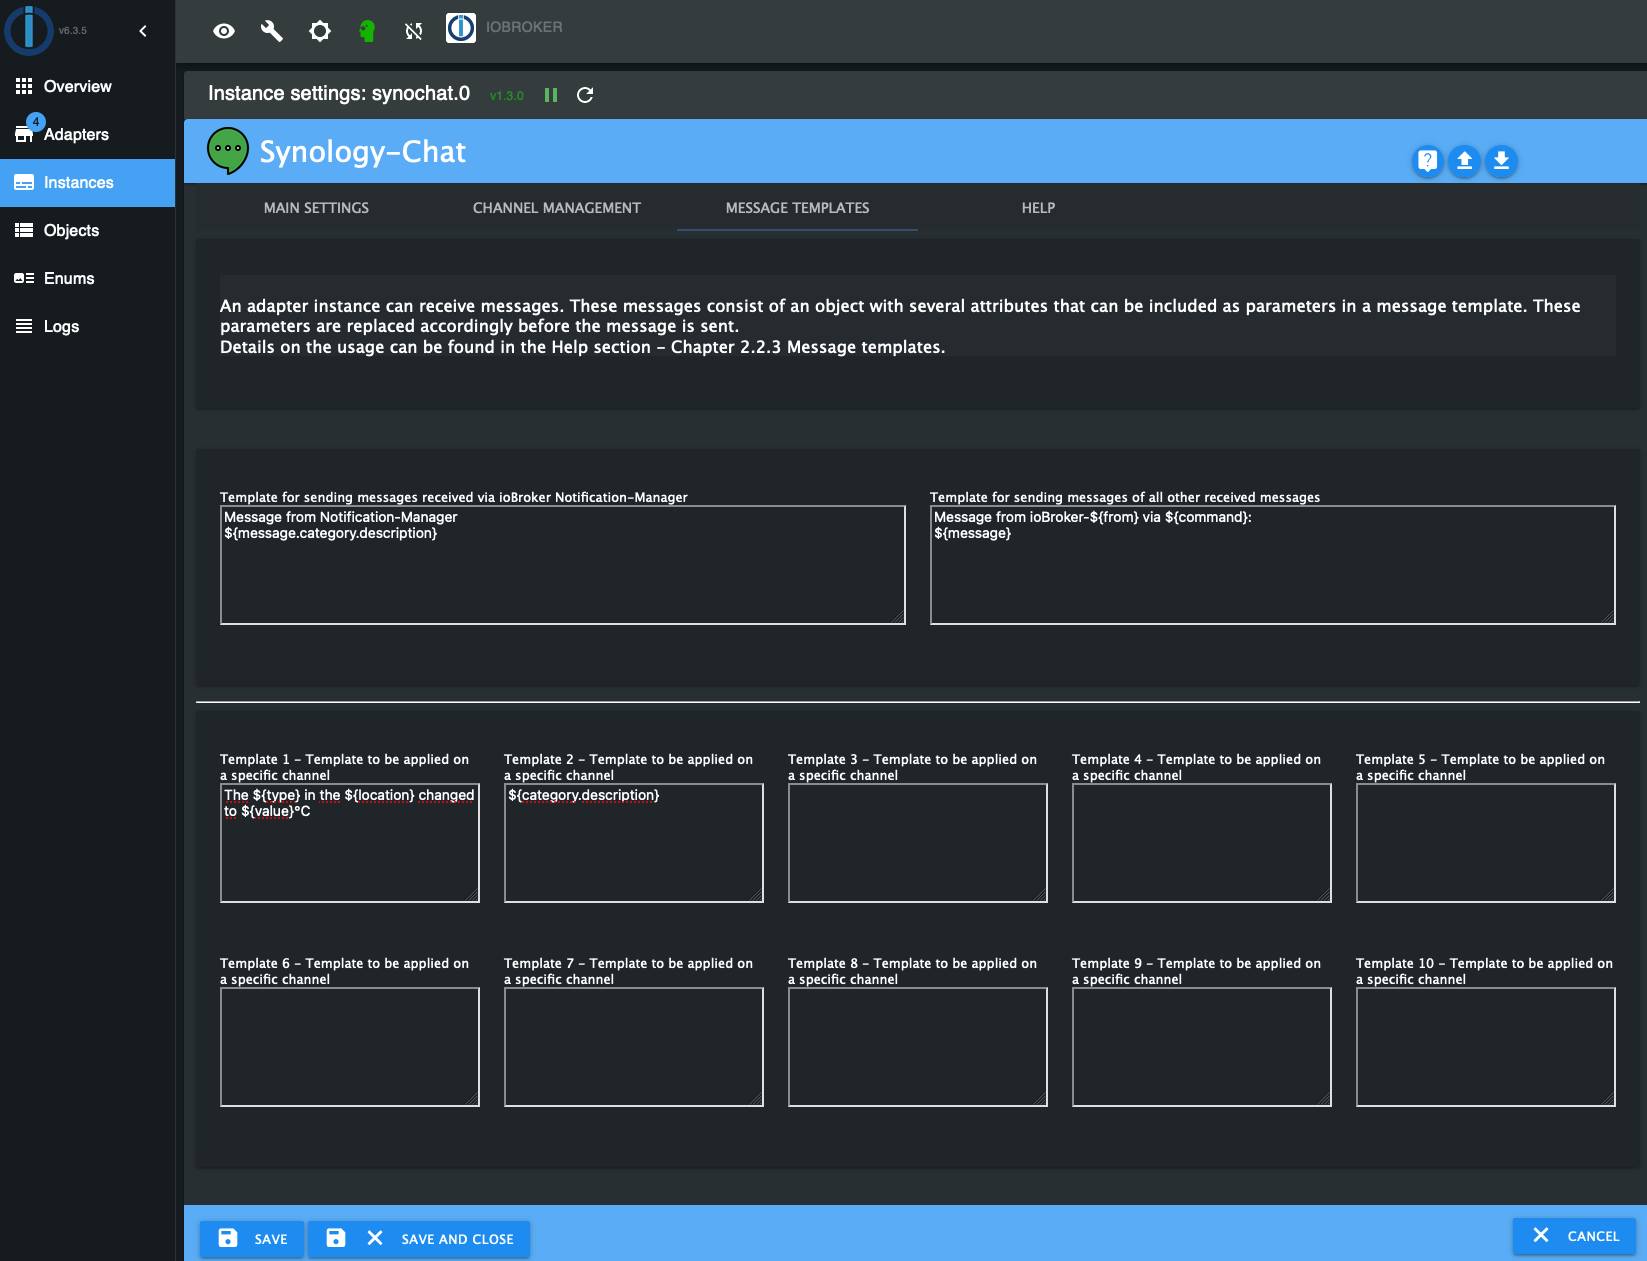 v6.3.5
IOBROKER
Overview
4
Adapters
Instances
Objects
Enums
Logs
Instance settings: synochat.0
v1.3.0
Synology-Chat
MAIN SETTINGS
CHANNEL MANAGEMENT
MESSAGE TEMPLATES
HELP
An adapter instance can receive messages. These messages consist of an object with several attributes that can be included as parameters in a message template. These
parameters are replaced accordingly before the message is sent.
Details on the usage can be found in the Help section - Chapter 2.2.3 Message templates.
Template for sending messages received via ioBroker Notification-Manager
Message from Notification-Manager
${message.category.description}
Template for sending messages of all other received messages
Message from ioBroker-${from} via ${command}:
${message}
Template 1 - Template to be applied on
a specific channel
The ${type} in the ${location} changed
to ${value}°C
Template 2 - Template to be applied on
a specific channel
${category.description}
Template 3 - Template to be applied on
a specific channel
Template 4 - Template to be applied on
a specific channel
Template 5 - Template to be applied on
a specific channel
Template 6 - Template to be applied on
a specific channel
Template 7 - Template to be applied on
a specific channel
Template 8 - Template to be applied on
a specific channel
Template 9 - Template to be applied on
a specific channel
Template 10 - Template to be applied on
a specific channel
SAVE
SAVE AND CLOSE
CANCEL